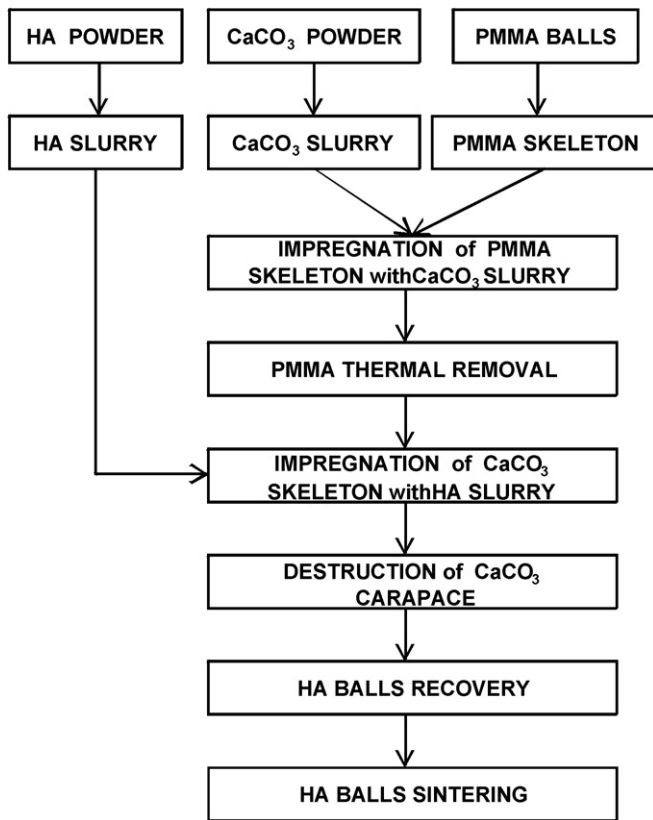 HA POWDER
CaCO₃ POWDER
PMMA BALLS
HA SLURRY
CaCO₃ SLURRY
PMMA SKELETON
IMPREGNATION of PMMA
SKELETON withCaCO₃ SLURRY
PMMA THERMAL REMOVAL
IMPREGNATION of CaCO₃
SKELETON withHA SLURRY
DESTRUCTION of CaCO₃
CARAPACE
HA BALLS RECOVERY
HA BALLS SINTERING